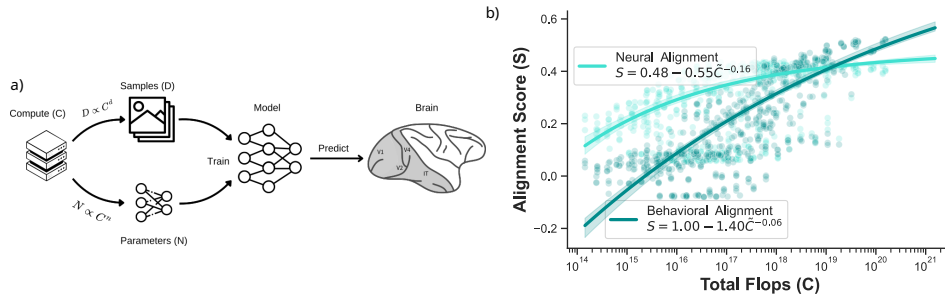 a)
Compute (C)
D ∝ C^d
Samples (D)
N ∝ C^n
Parameters (N)
Train
Model
Predict
Brain
V1
V2
V4
IT
b)
Alignment Score (S)
0.6
0.4
0.2
0.0
−0.2
Neural Alignment
S = 0.48 − 0.55C̃^−0.16
Behavioral Alignment
S = 1.00 − 1.40C̃^−0.06
10^14 10^15 10^16 10^17 10^18 10^19 10^20 10^21
Total Flops (C)